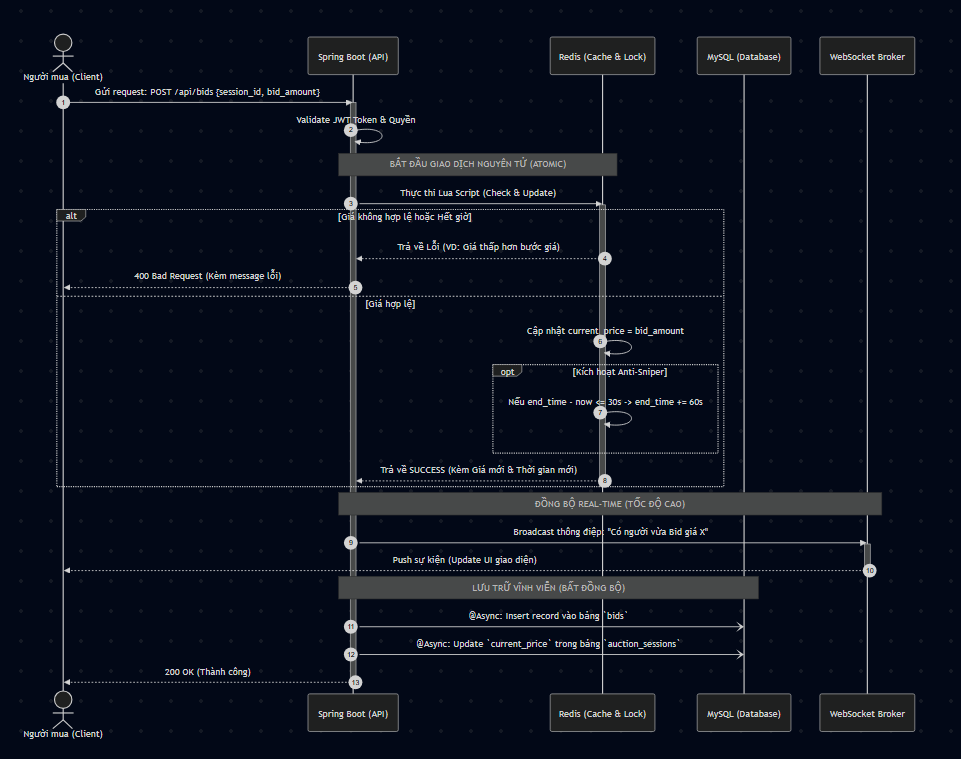 Người mua (Client)
Spring Boot (API)
Redis (Cache & Lock)
MySQL (Database)
WebSocket Broker
1
Gửi request: POST /api/bids {session_id, bid_amount}
Validate JWT Token & Quyền
2
BẮT ĐẦU GIAO DỊCH NGUYÊN TỬ (ATOMIC)
Thực thi Lua Script (Check & Update)
3
alt
[Giá không hợp lệ hoặc Hết giờ]
Trả về Lỗi (VD: Giá thấp hơn bước giá)
4
400 Bad Request (Kèm message lỗi)
5
[Giá hợp lệ]
Cập nhật current_price = bid_amount
6
opt
[Kích hoạt Anti-Sniper]
Nếu end_time - now <= 30s -> end_time += 60s
7
Trả về SUCCESS (Kèm Giá mới & Thời gian mới)
8
ĐỒNG BỘ REAL-TIME (TỐC ĐỘ CAO)
Broadcast thông điệp: "Có người vừa Bid giá X"
9
Push sự kiện (Update UI giao diện)
10
LƯU TRỮ VĨNH VIỄN (BẤT ĐỒNG BỘ)
@Async: Insert record vào bảng `bids`
11
@Async: Update `current_price` trong bảng `auction_sessions`
12
200 OK (Thành công)
13
Người mua (Client)
Spring Boot (API)
Redis (Cache & Lock)
MySQL (Database)
WebSocket Broker